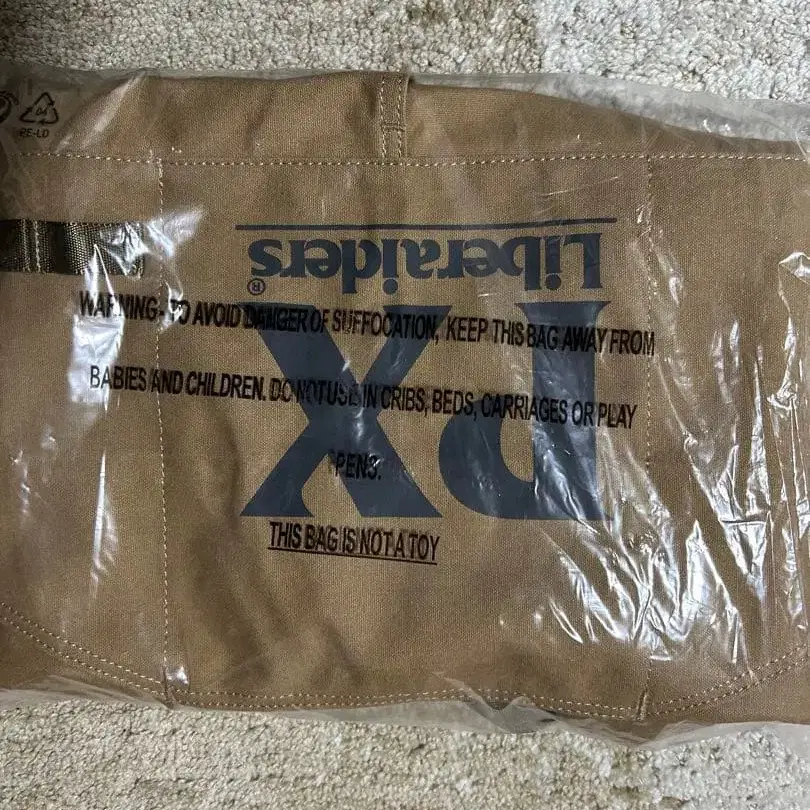 04
PE-LD
WARNING - TO AVOID DANGER OF SUFFOCATION, KEEP THIS BAG AWAY FROM
BABIES AND CHILDREN. DO NOT USE IN CRIBS, BEDS, CARRIAGES OR PLAY
PENS.
THIS BAG IS NOT A TOY
PX
Liberaiders®